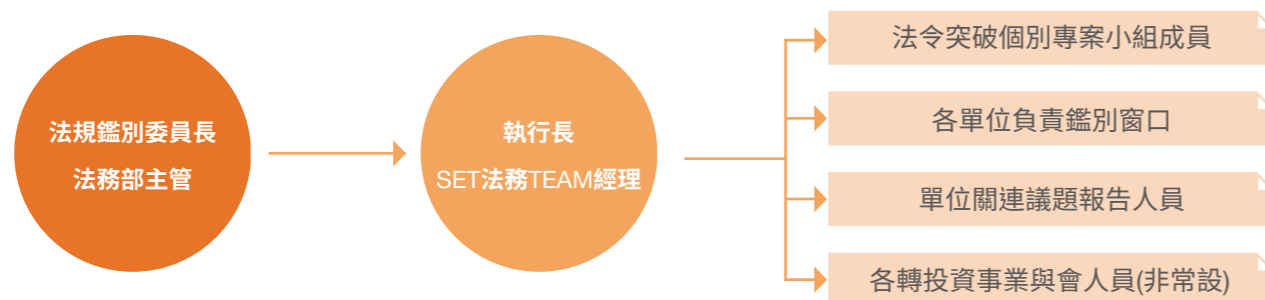 法規鑑別委員長
法務部主管
執行長
SET法務TEAM經理
法令突破個別專案小組成員
各單位負責鑑別窗口
單位關連議題報告人員
各轉投資事業與會人員(非常設)